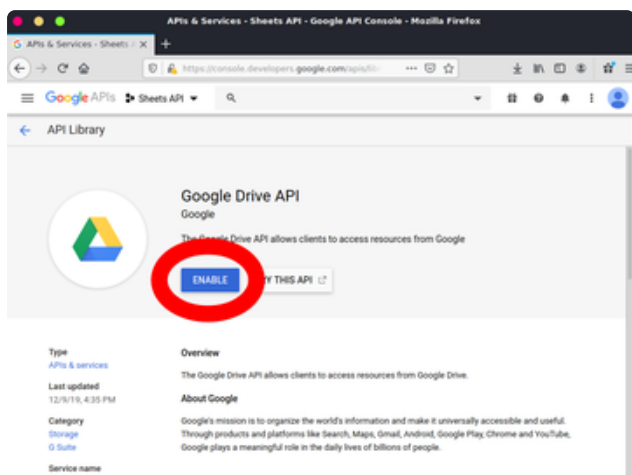 APIs & Services - Sheets API - Google API Console - Mozilla Firefox
APIs & Services - Sheets
https://console.developers.google.com/apis/lib
Google APIs Sheets API
API Library
Google Drive API
Google
The Google Drive API allows clients to access resources from Google
ENABLE
Y THIS API
Type
APIs & services
Last updated
12/9/19, 4:35 PM
Category
Storage
G Suite
Service name
Overview
The Google Drive API allows clients to access resources from Google Drive.
About Google
Google's mission is to organize the world's information and make it universally accessible and useful.
Through products and platforms like Search, Maps, Gmail, Android, Google Play, Chrome and YouTube,
Google plays a meaningful role in the daily lives of billions of people.